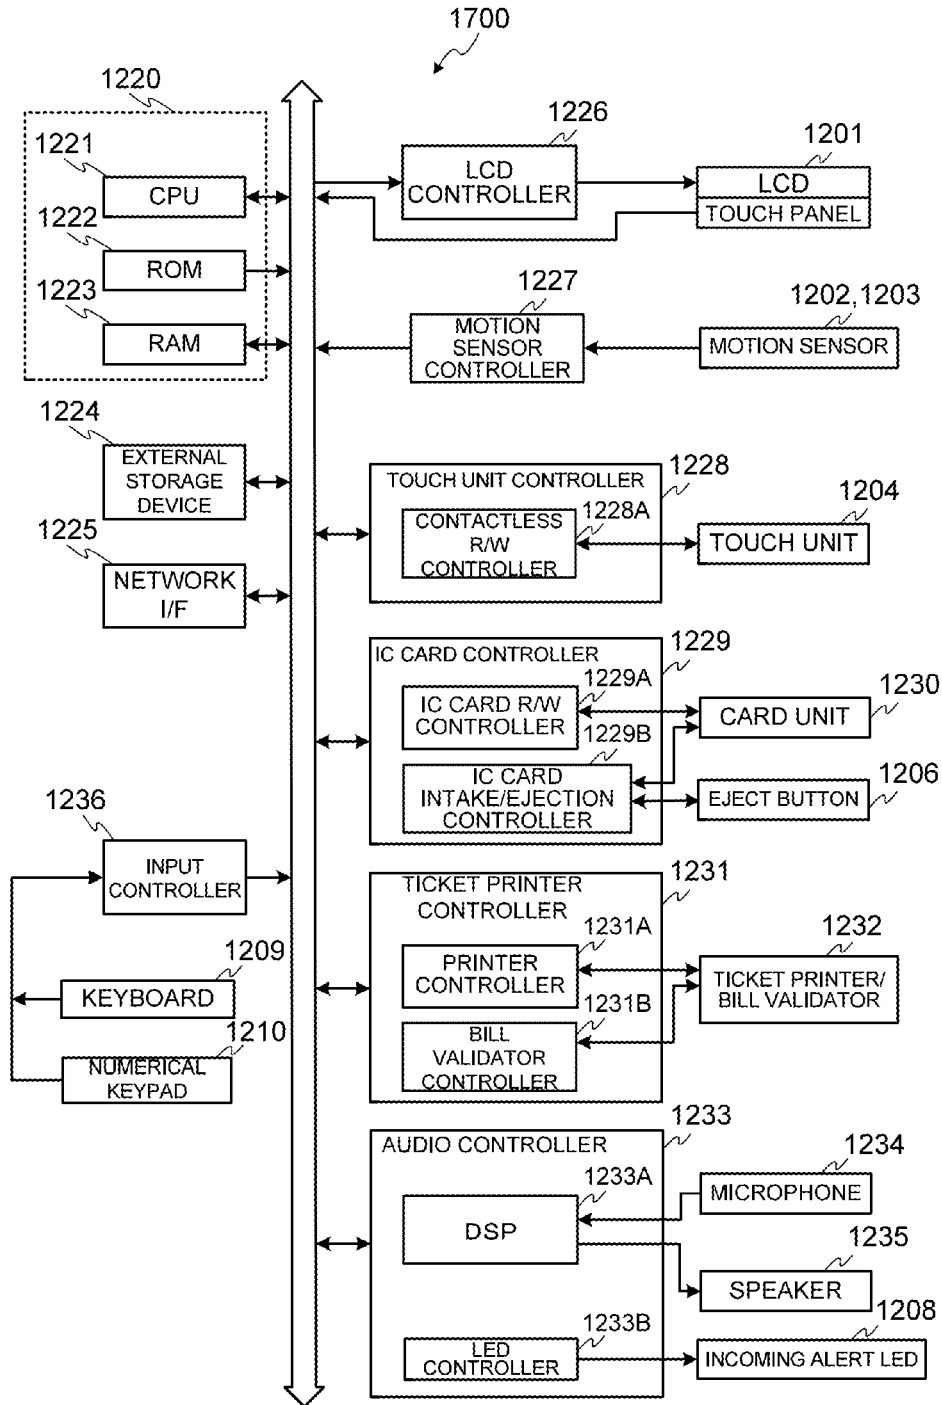 1700
1220
1221
CPU
1222
ROM
1223
RAM
1224
EXTERNAL
STORAGE
DEVICE
1225
NETWORK
I/F
1236
INPUT
CONTROLLER
1209
KEYBOARD
1210
NUMERICAL
KEYPAD
1226
LCD
CONTROLLER
1201
LCD
TOUCH PANEL
1227
MOTION
SENSOR
CONTROLLER
1202,1203
MOTION SENSOR
1228
TOUCH UNIT CONTROLLER
1228A
CONTACTLESS
R/W
CONTROLLER
1204
TOUCH UNIT
1229
IC CARD CONTROLLER
1229A
IC CARD R/W
CONTROLLER
1229B
IC CARD
INTAKE/EJECTION
CONTROLLER
1230
CARD UNIT
1206
EJECT BUTTON
1231
TICKET PRINTER
CONTROLLER
1231A
PRINTER
CONTROLLER
1231B
BILL
VALIDATOR
CONTROLLER
1232
TICKET PRINTER/
BILL VALIDATOR
1233
AUDIO CONTROLLER
1233A
DSP
1233B
LED
CONTROLLER
1234
MICROPHONE
1235
SPEAKER
1208
INCOMING ALERT LED